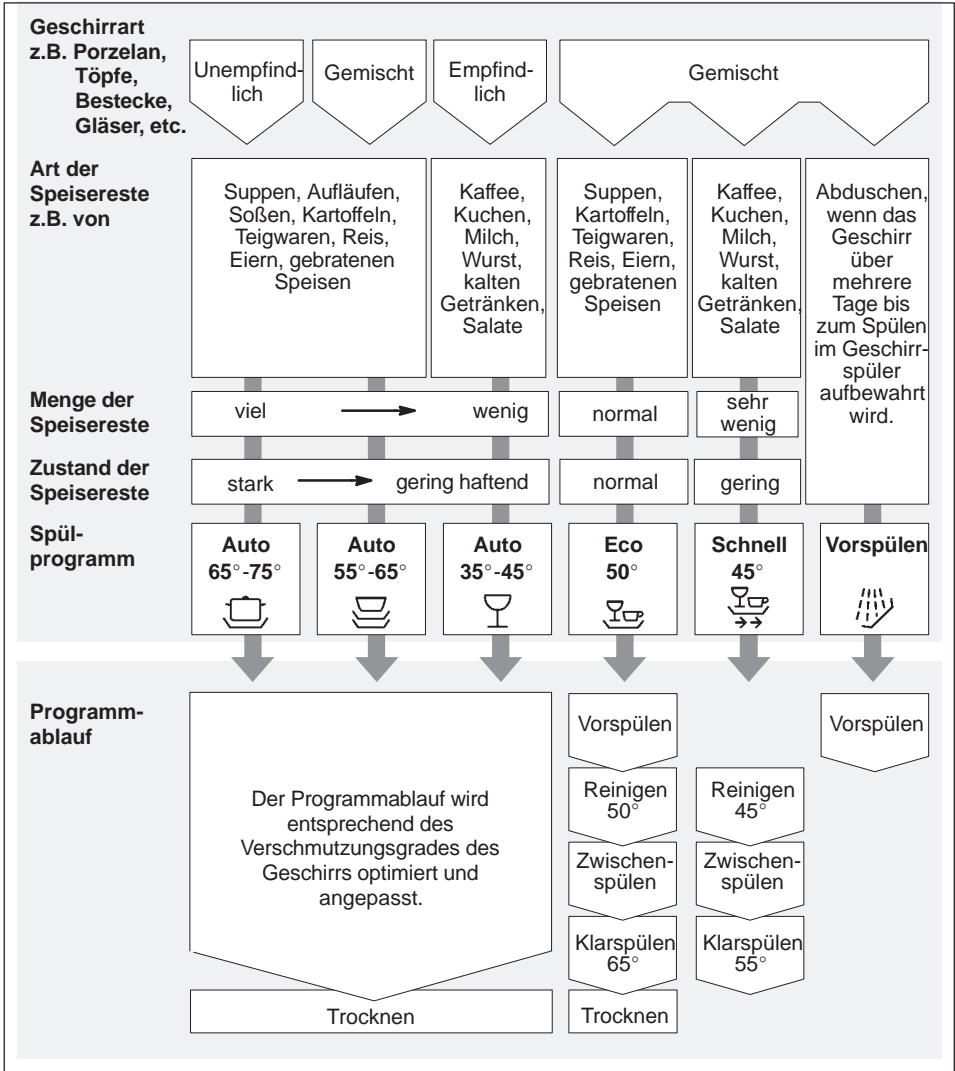 Geschirrart
z.B. Porzelan,
Töpfe,
Bestecke,
Gläser, etc.
Unempfind-
lich
Gemischt
Empfind-
lich
Gemischt
Art der
Speisereste
z.B. von
Suppen, Aufläufen,
Soßen, Kartoffeln,
Teigwaren, Reis,
Eiern, gebratenen
Speisen
Kaffee,
Kuchen,
Milch,
Wurst,
kalten
Getränken,
Salate
Suppen,
Kartoffeln,
Teigwaren,
Reis, Eiern,
gebratenen
Speisen
Kaffee,
Kuchen,
Milch,
Wurst,
kalten
Getränken,
Salate
Abduschen,
wenn das
Geschirr
über
mehrere
Tage bis
zum Spülen
im Geschirr-
spüler
aufbewahrt
wird.
Menge der
Speisereste
viel → wenig
normal
sehr
wenig
Zustand der
Speisereste
stark → gering haftend
normal
gering
Spül-
programm
Auto
65°-75°
Auto
55°-65°
Auto
35°-45°
Eco
50°
Schnell
45°
Vorspülen
Programm-
ablauf
Der Programmablauf wird
entsprechend des
Verschmutzungsgrades des
Geschirrs optimiert und
angepasst.
Trocknen
Vorspülen
Reinigen
50°
Zwischen-
spülen
Klarspülen
65°
Trocknen
Reinigen
45°
Zwischen-
spülen
Klarspülen
55°
Vorspülen